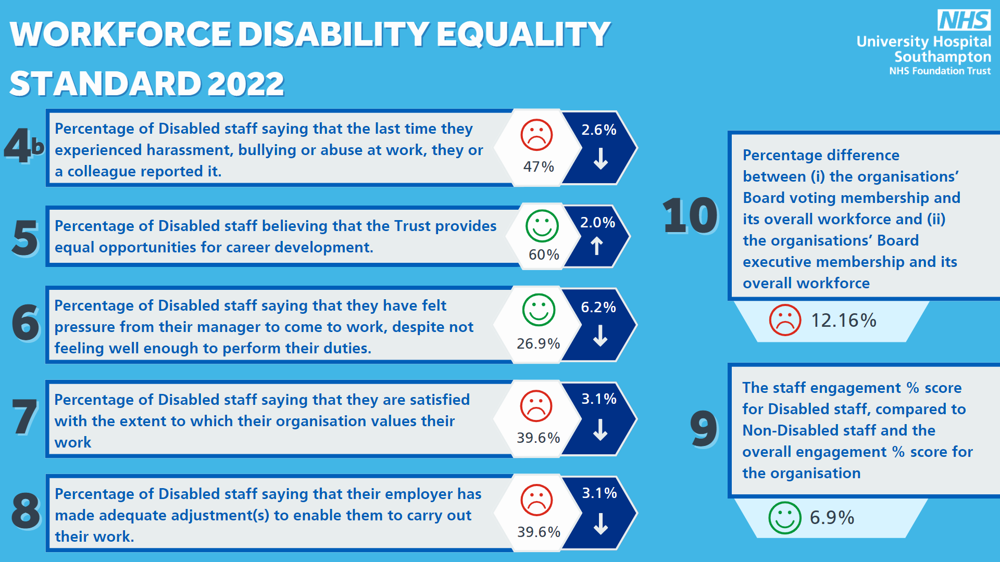 WORKFORCE DISABILITY EQUALITY
STANDARD 2022
NHS
University Hospital
Southampton
NHS Foundation Trust
4b
Percentage of Disabled staff saying that the last time they
experienced harassment, bullying or abuse at work, they or
a colleague reported it.
47%
2.6%
5
Percentage of Disabled staff believing that the Trust provides
equal opportunities for career development.
60%
2.0%
6
Percentage of Disabled staff saying that they have felt
pressure from their manager to come to work, despite not
feeling well enough to perform their duties.
26.9%
6.2%
7
Percentage of Disabled staff saying that they are satisfied
with the extent to which their organisation values their
work
39.6%
3.1%
8
Percentage of Disabled staff saying that their employer has
made adequate adjustment(s) to enable them to carry out
their work.
39.6%
3.1%
10
Percentage difference
between (i) the organisations’
Board voting membership and
its overall workforce and (ii)
the organisations’ Board
executive membership and its
overall workforce
12.16%
9
The staff engagement % score
for Disabled staff, compared to
Non-Disabled staff and the
overall engagement % score for
the organisation
6.9%